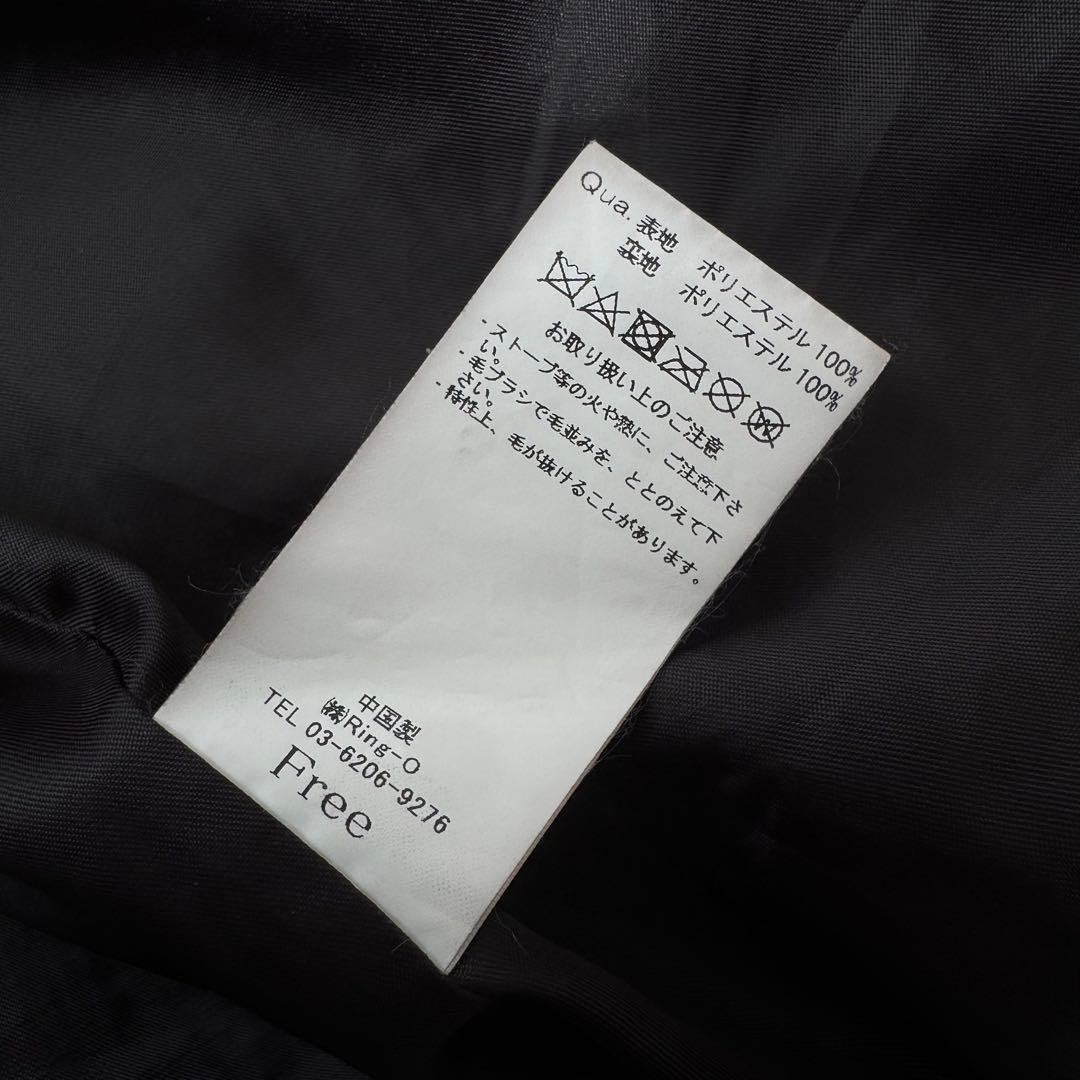 Qua. 表地 ポリエステル 100%
裏地 ポリエステル 100%
お取り扱い上のご注意
・ストーブ等の火や熱に、ご注意下さ
い。
・毛ブラシで毛並みを、ととのえて下
さい。
・特性上、毛が抜けることがあります。
中国製
㈱Ring-O
TEL 03-6206-9276
Free